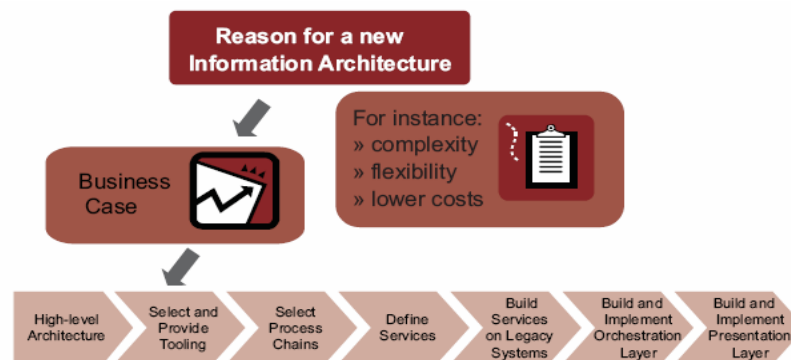 Reason for a new
Information Architecture
For instance:
» complexity
» flexibility
» lower costs
Business
Case
High-level
Architecture
Select and
Provide
Tooling
Select
Process
Chains
Define
Services
Build
Services
on Legacy
Systems
Build and
Implement
Orchestration
Layer
Build and
Implement
Presentation
Layer